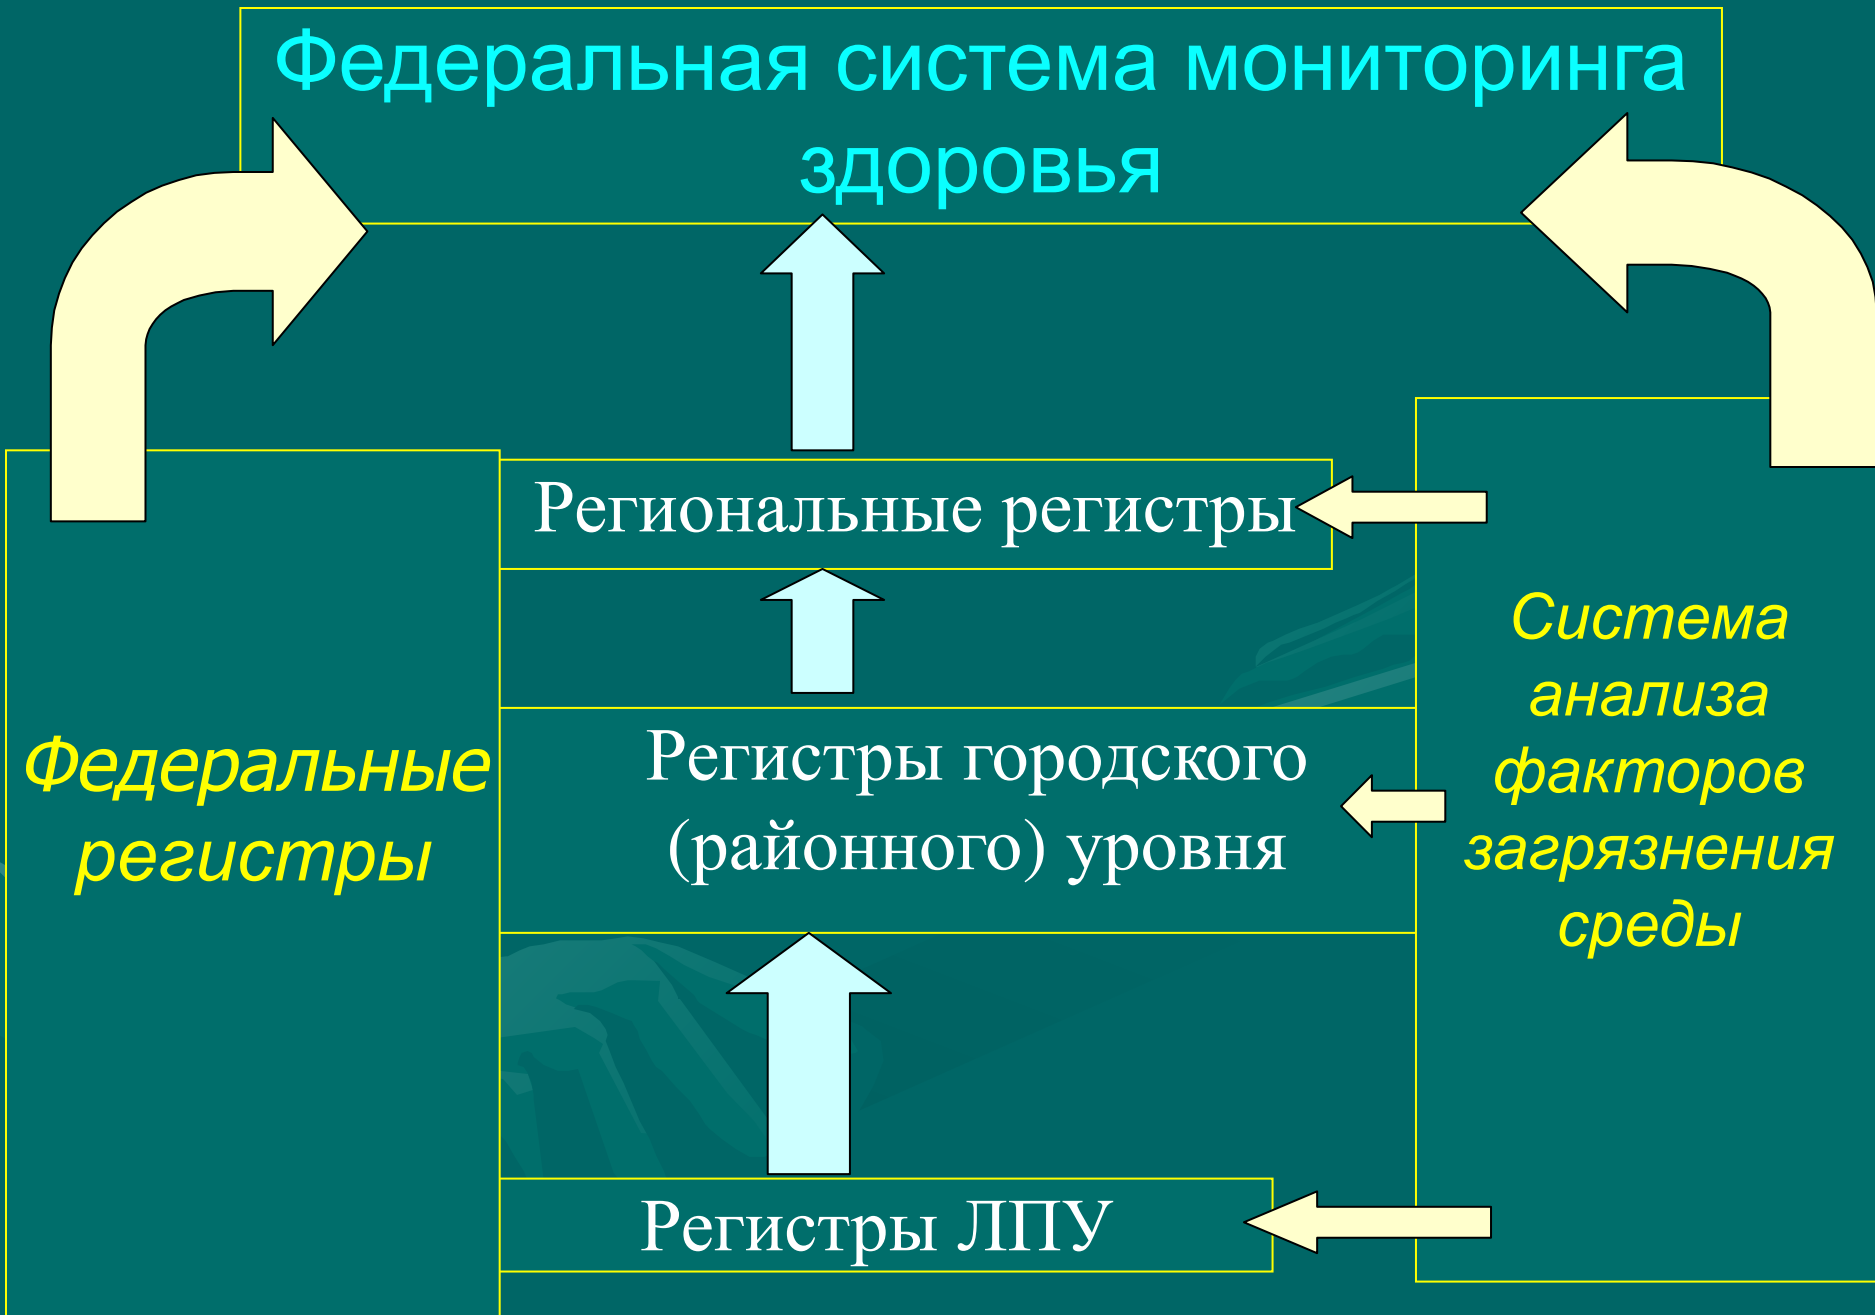 Федеральная система мониторинга
здоровья
Региональные регистры
Федеральные
регистры
Регистры городского
(районного) уровня
Регистры ЛПУ
Система
анализа
факторов
загрязнения
среды